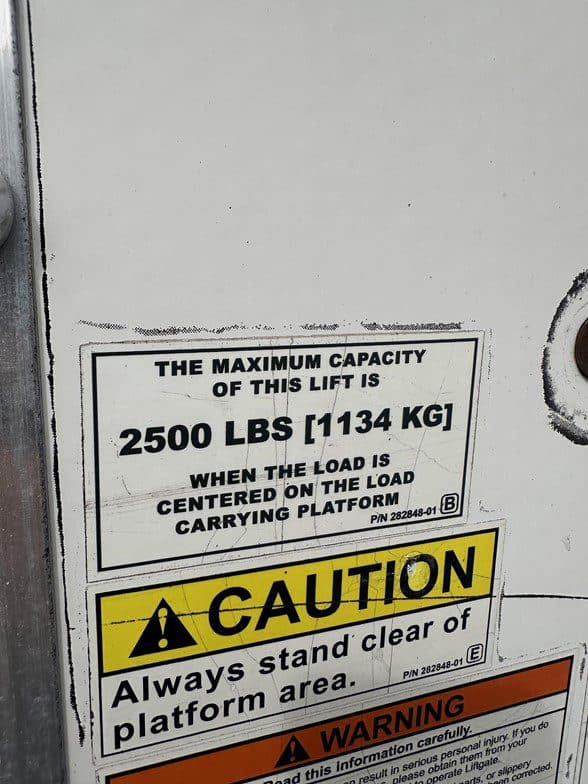 THE MAXIMUM CAPACITY
OF THIS LIFT IS
2500 LBS [1134 KG]
WHEN THE LOAD IS
CENTERED ON THE LOAD
CARRYING PLATFORM
P/N 282848-01 B
CAUTION
Always stand clear of
platform area.
P/N 282848-01 E
WARNING
this information carefully.
result in serious personal injury. If you do
please obtain them from your
to operate Liftgate.
or slippery
been corrected.